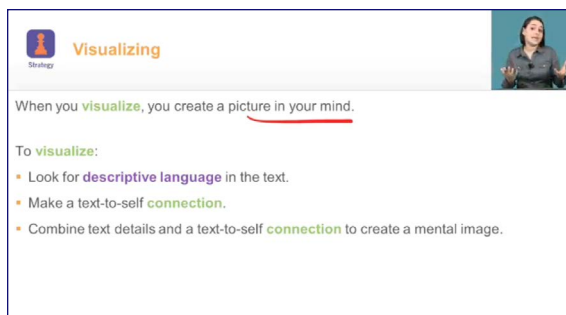 Strategy
Visualizing
When you visualize, you create a picture in your mind.
To visualize:
▪ Look for descriptive language in the text.
▪ Make a text-to-self connection.
▪ Combine text details and a text-to-self connection to create a mental image.